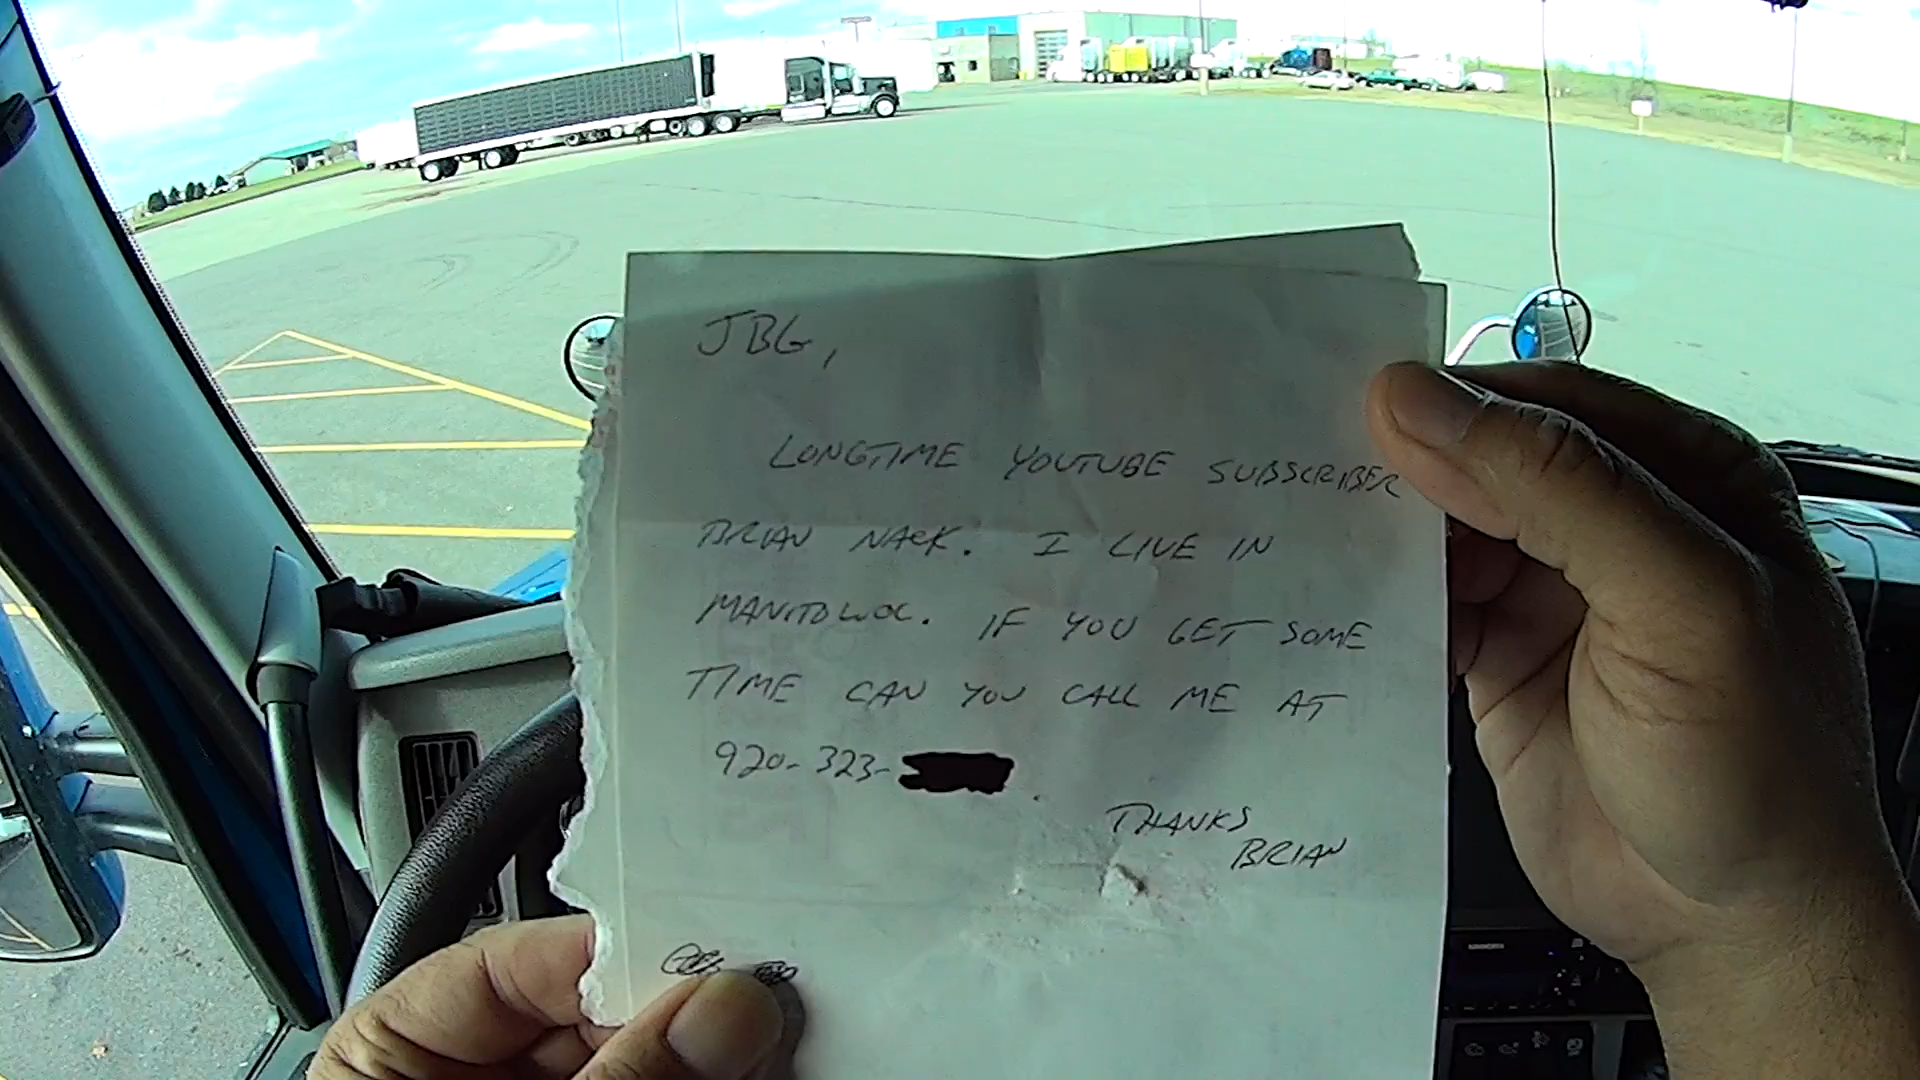 JBG,
LONGTIME YOUTUBE SUBSCRIBER
BRIAN NACK. I LIVE IN
MANITOWOC. IF YOU GET SOME
TIME CAN YOU CALL ME AT
920-323-
THANKS
BRIAN